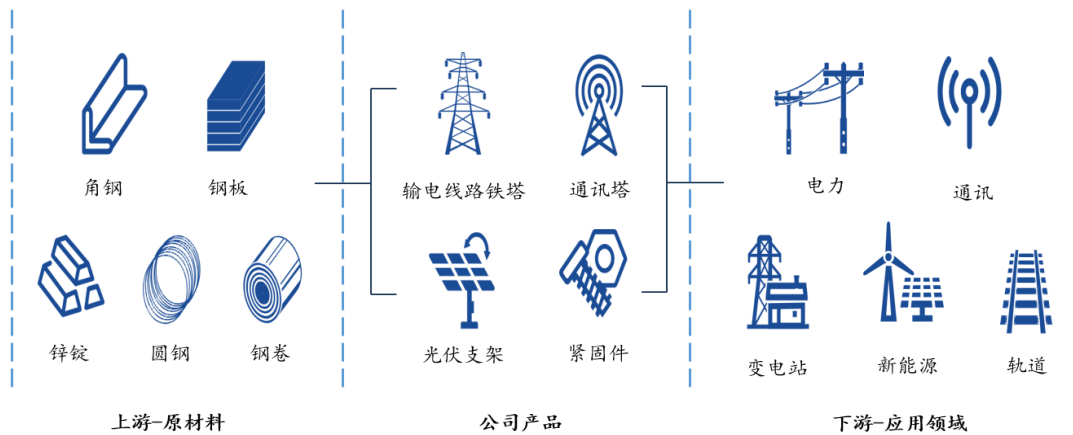 角钢
钢板
输电线路铁塔
通讯塔
电力
通讯
锌锭
圆钢
钢卷
光伏支架
紧固件
变电站
新能源
轨道
上游-原材料
公司产品
下游-应用领域